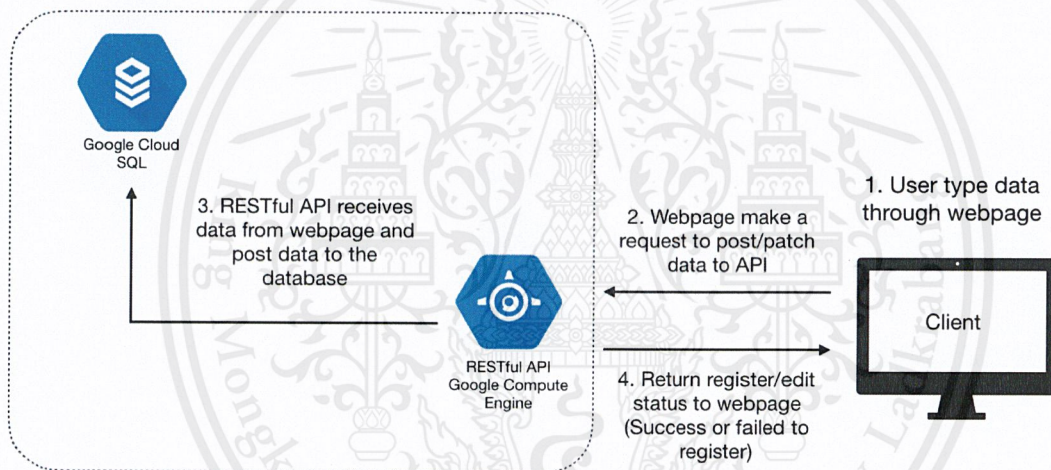 Google Cloud
SQL
3. RESTful API receives
data from webpage and
post data to the
database
RESTful API
Google Compute
Engine
2. Webpage make a
request to post/patch
data to API
4. Return register/edit
status to webpage
(Success or failed to
register)
1. User type data
through webpage
Client